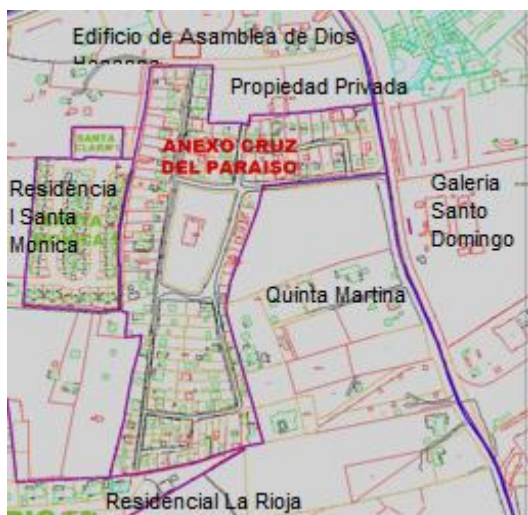 Edificio de Asamblea de Dios
Propiedad Privada
SANTA
ANEXO CRUZ
DEL PARAISO
Residencia
l Santa
Monica
Galeria
Santo
Domingo
Quinta Martina
Residencial La Rioja